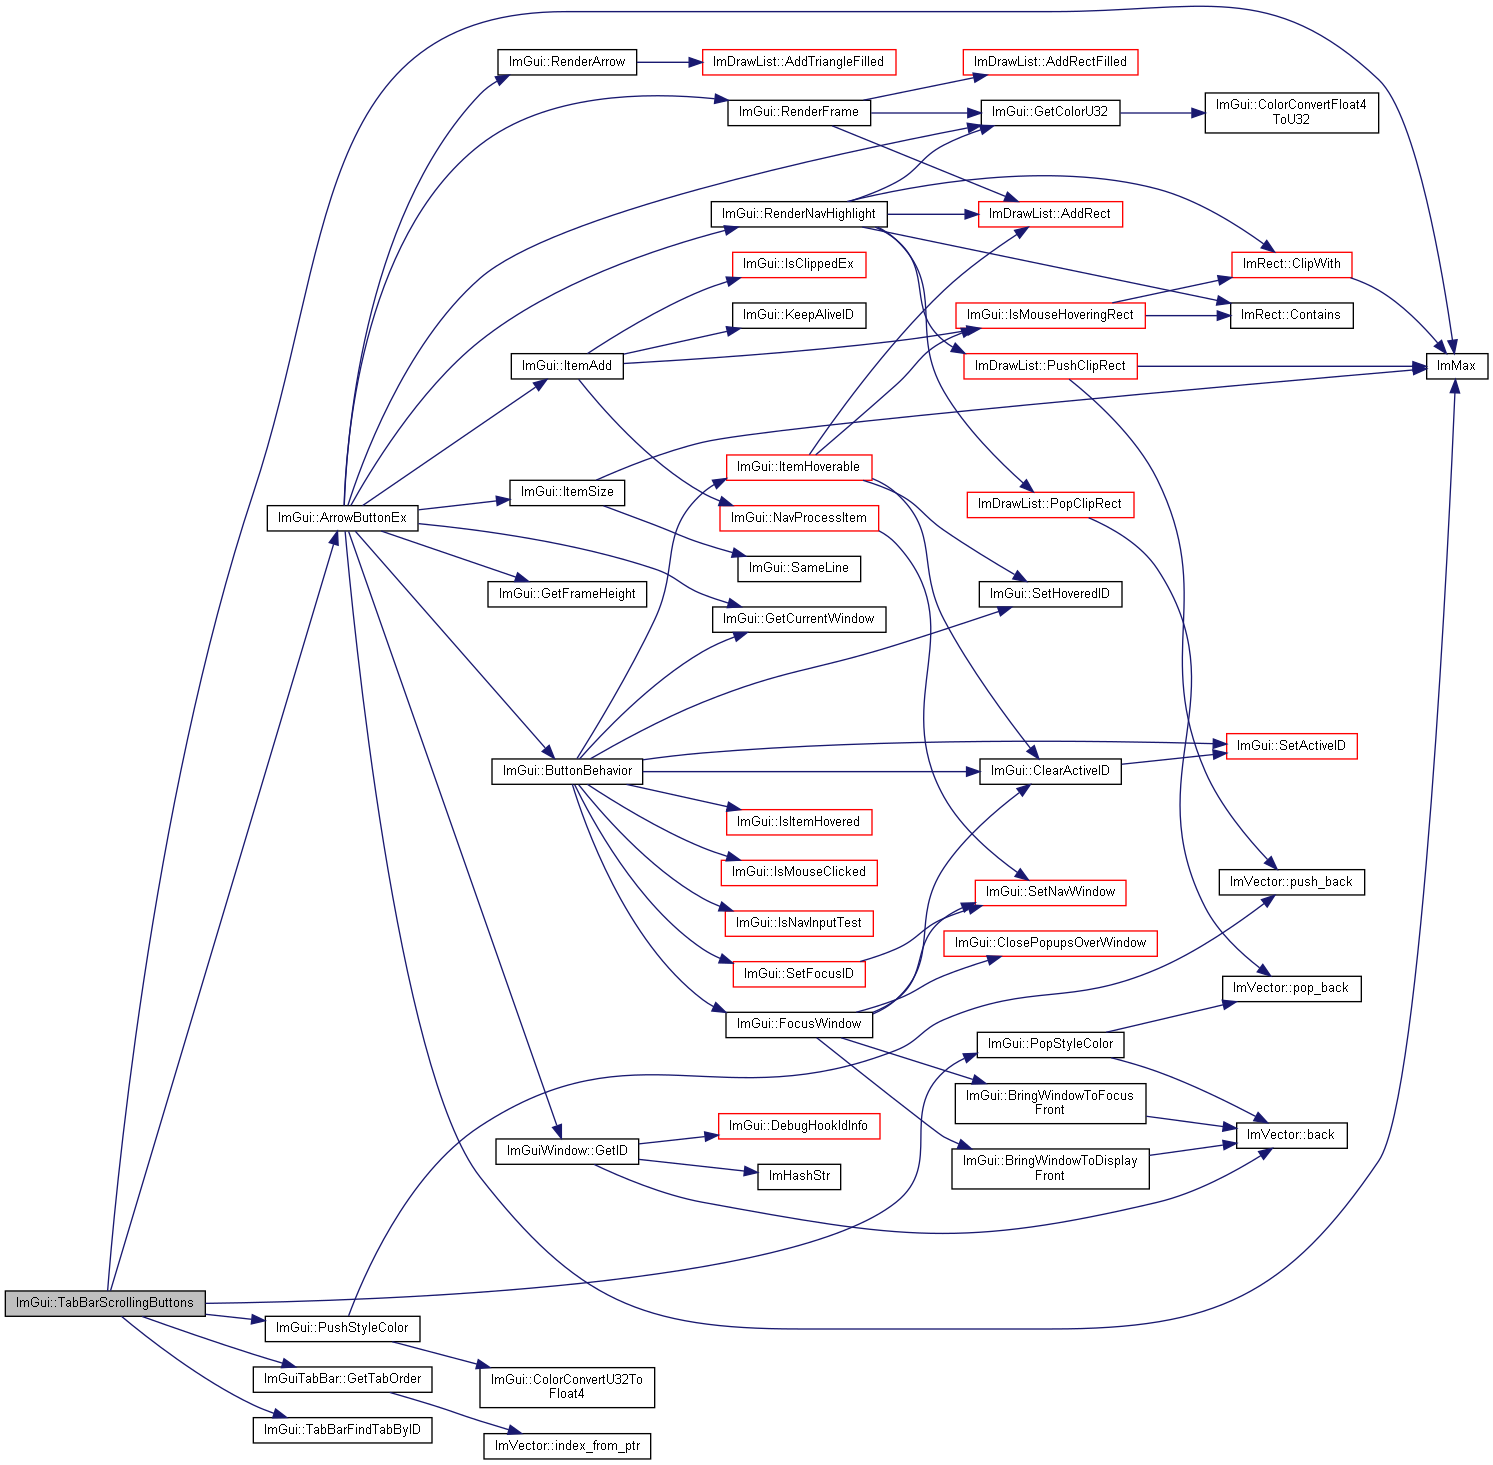 ImGui::RenderArrow
ImDrawList::AddTriangleFilled
ImDrawList::AddRectFilled
ImGui::RenderFrame
ImGui::GetColorU32
ImGui::ColorConvertFloat4
ToU32
ImGui::RenderNavHighlight
ImDrawList::AddRect
ImGui::IsClippedEx
ImRect::ClipWith
ImGui::KeepAliveID
ImGui::IsMouseHoveringRect
ImRect::Contains
ImGui::ItemAdd
ImDrawList::PushClipRect
ImMax
ImGui::ItemHoverable
ImGui::ItemSize
ImDrawList::PopClipRect
ImGui::ArrowButtonEx
ImGui::NavProcessItem
ImGui::SameLine
ImGui::GetFrameHeight
ImGui::SetHoveredID
ImGui::GetCurrentWindow
ImGui::SetActiveID
ImGui::ButtonBehavior
ImGui::ClearActiveID
ImGui::IsItemHovered
ImGui::IsMouseClicked
ImVector::push_back
ImGui::SetNavWindow
ImGui::IsNavInputTest
ImGui::ClosePopupsOverWindow
ImGui::SetFocusID
ImVector::pop_back
ImGui::FocusWindow
ImGui::PopStyleColor
ImGui::BringWindowToFocus
Front
ImGui::DebugHookIdInfo
ImVector::back
ImGuiWindow::GetID
ImGui::BringWindowToDisplay
Front
ImHashStr
ImGui::TabBarScrollingButtons
ImGui::PushStyleColor
ImGuiTabBar::GetTabOrder
ImGui::ColorConvertU32To
Float4
ImGui::TabBarFindTabByID
ImVector::index_from_ptr